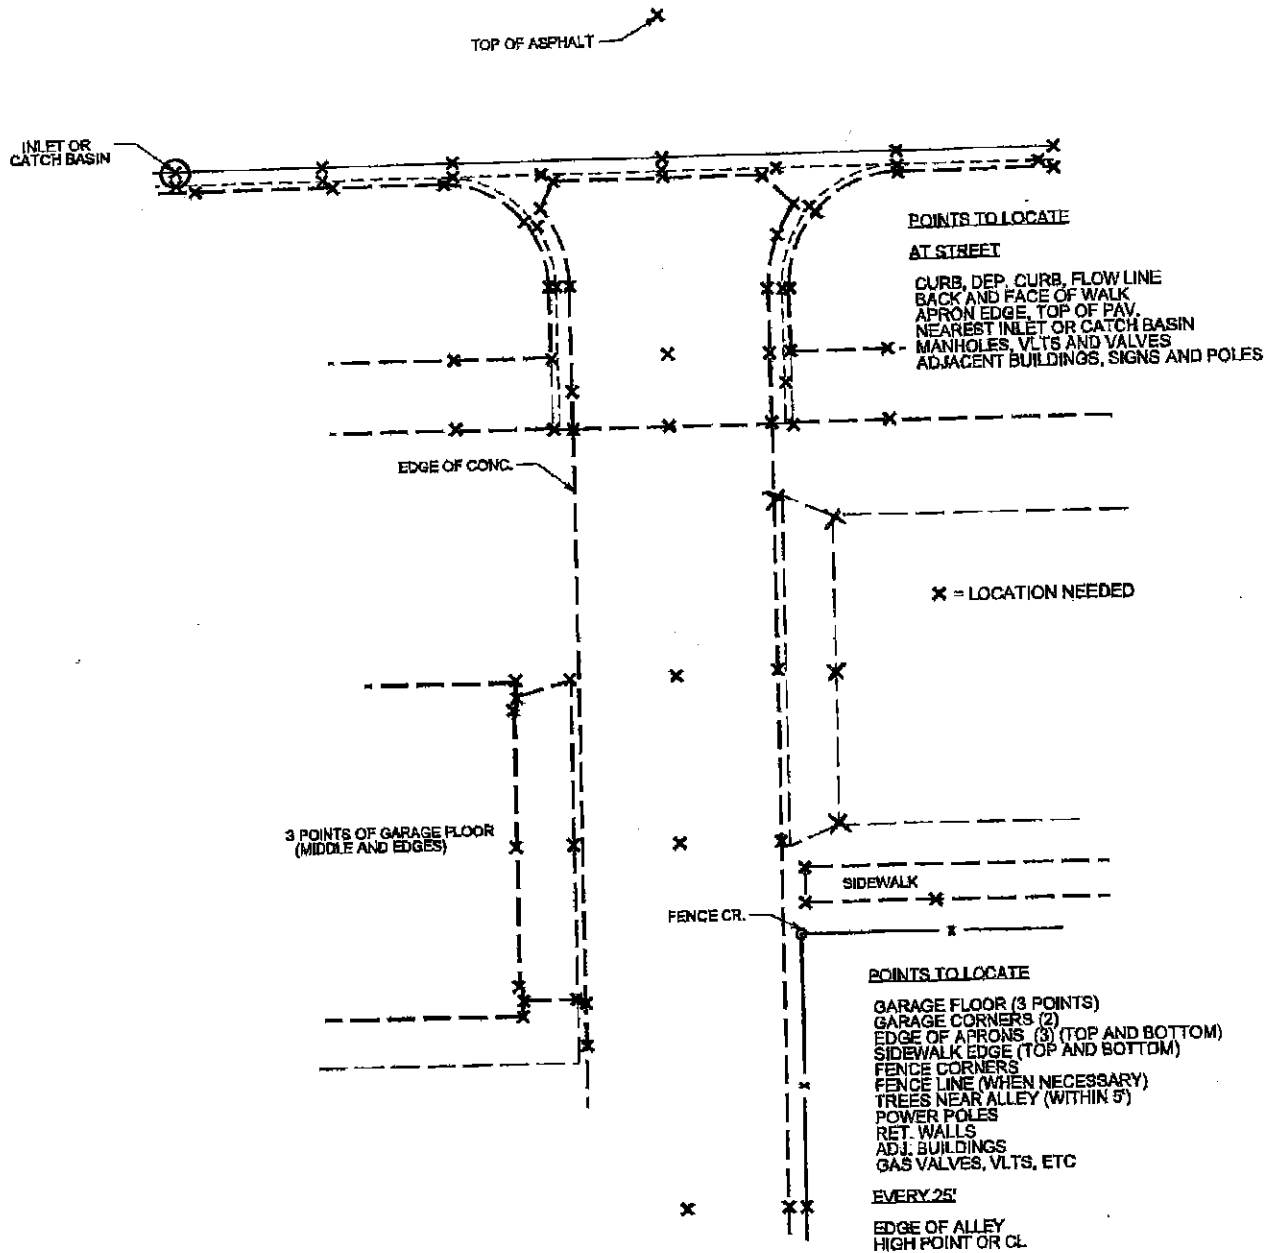 TOP OF ASPHALT
INLET OR
CATCH BASIN
POINTS TO LOCATE
AT STREET
CURB, DEP. CURB, FLOW LINE
BACK AND FACE OF WALK
APRON EDGE, TOP OF PAV.
NEAREST INLET OR CATCH BASIN
MANHOLES, VLTS AND VALVES
ADJACENT BUILDINGS, SIGNS AND POLES
EDGE OF CONC.
X = LOCATION NEEDED
3 POINTS OF GARAGE FLOOR
(MIDDLE AND EDGES)
SIDEWALK
FENCE CR.
POINTS TO LOCATE
GARAGE FLOOR (3 POINTS)
GARAGE CORNERS (2)
EDGE OF APRONS (3) (TOP AND BOTTOM)
SIDEWALK EDGE (TOP AND BOTTOM)
FENCE CORNERS
FENCE LINE (WHEN NECESSARY)
TREES NEAR ALLEY (WITHIN 5')
POWER POLES
RET. WALLS
ADJ. BUILDINGS
GAS VALVES, VLTS, ETC
EVERY 25'
EDGE OF ALLEY
HIGH POINT OR CL